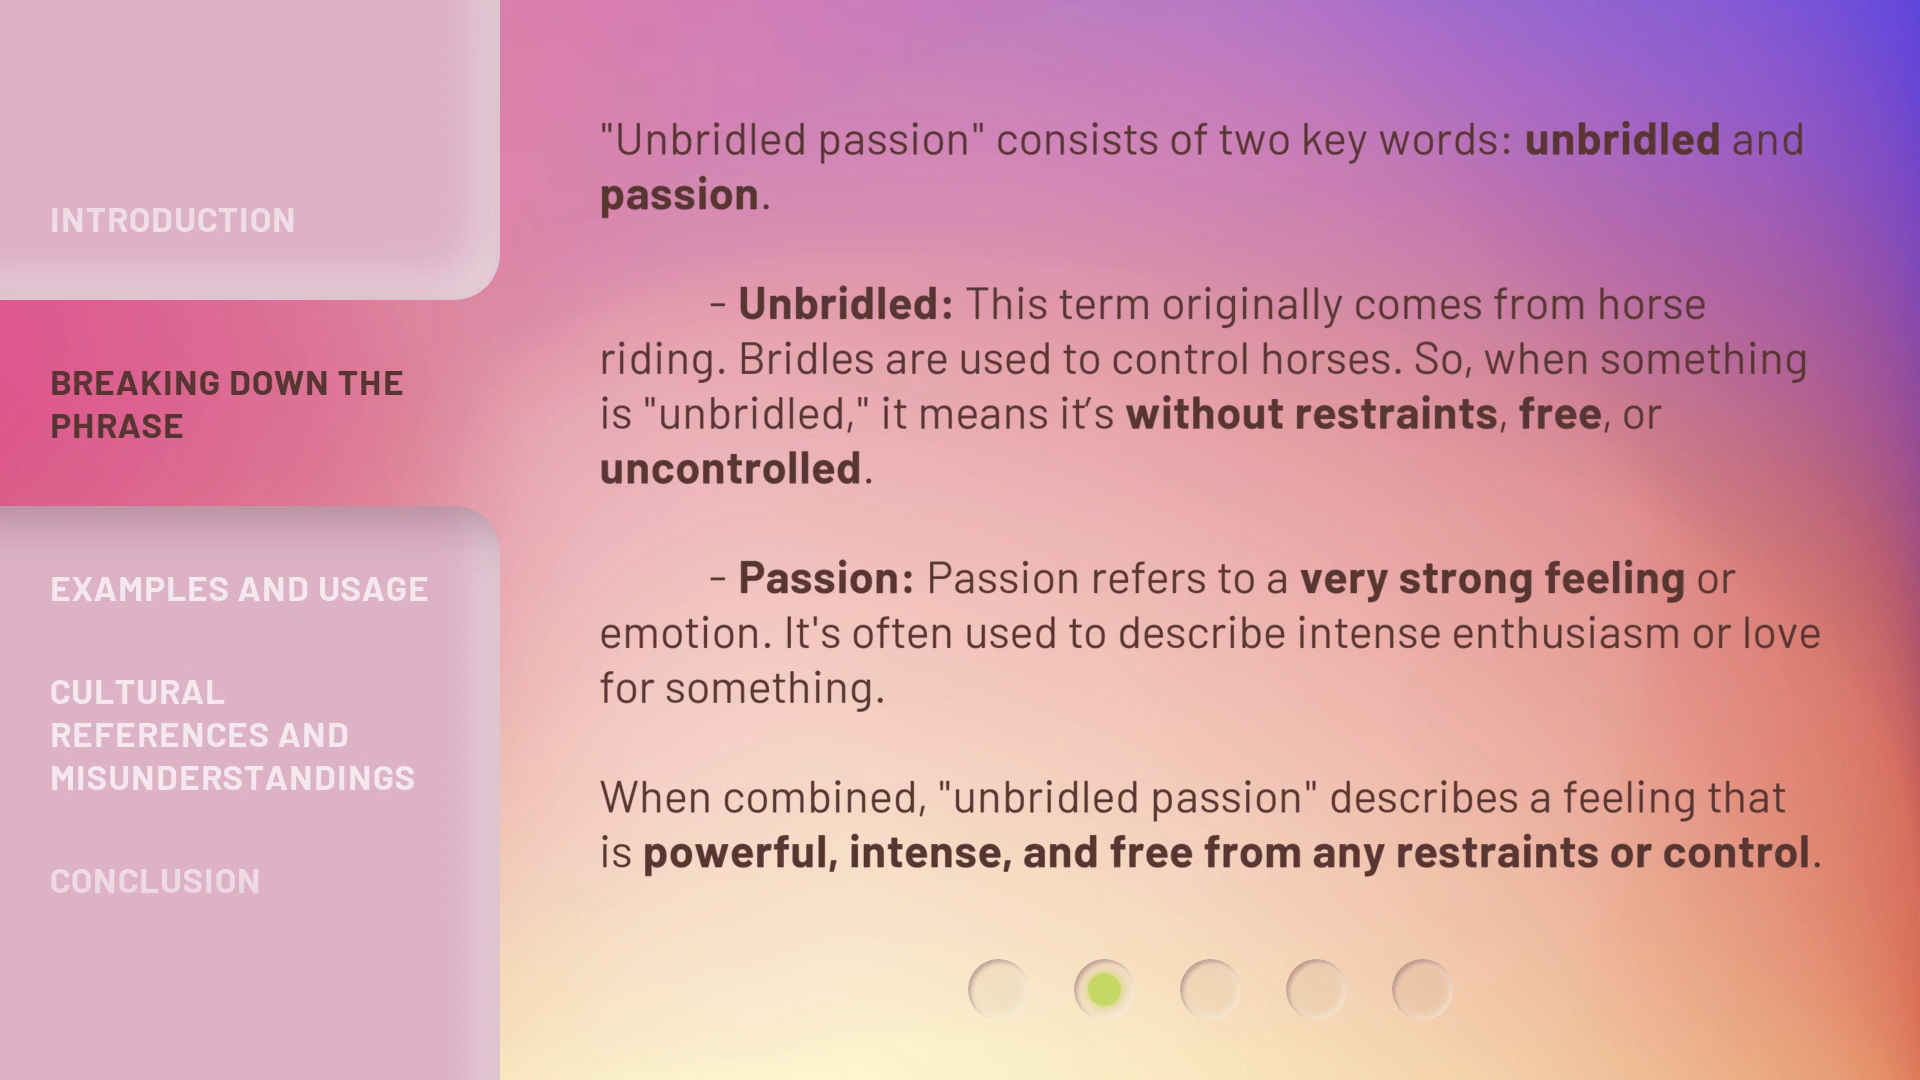 INTRODUCTION
BREAKING DOWN THE
PHRASE
EXAMPLES AND USAGE
CULTURAL
REFERENCES AND
MISUNDERSTANDINGS
CONCLUSION
"Unbridled passion" consists of two key words: unbridled and
passion.
- Unbridled: This term originally comes from horse
riding. Bridles are used to control horses. So, when something
is "unbridled," it means it’s without restraints, free, or
uncontrolled.
- Passion: Passion refers to a very strong feeling or
emotion. It's often used to describe intense enthusiasm or love
for something.
When combined, "unbridled passion" describes a feeling that
is powerful, intense, and free from any restraints or control.